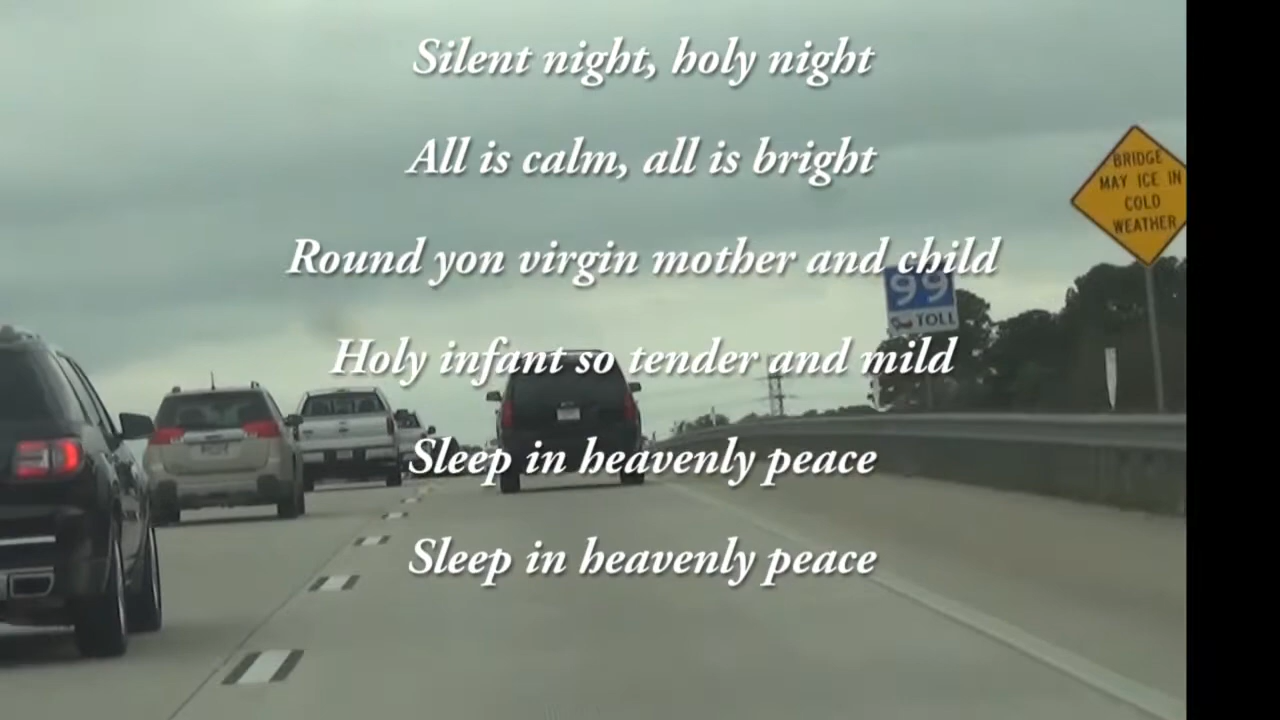 Silent night, holy night
All is calm, all is bright
Round yon virgin mother and child
Holy infant so tender and mild
Sleep in heavenly peace
Sleep in heavenly peace
BRIDGE
MAY ICE IN
COLD
WEATHER
99
TOLL